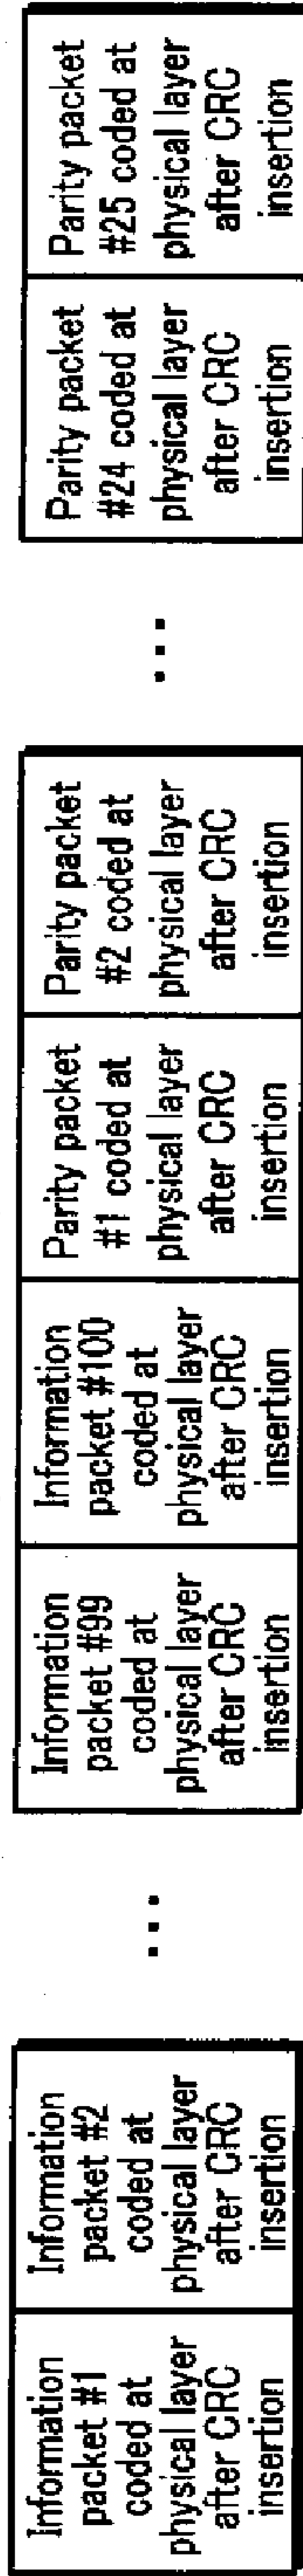 Information
packet #1
coded at
physical layer
after CRC
insertion
Information
packet #2
coded at
physical layer
after CRC
insertion
...
Information
packet #99
coded at
physical layer
after CRC
insertion
Information
packet #100
coded at
physical layer
after CRC
insertion
Parity packet
#1 coded at
physical layer
after CRC
insertion
Parity packet
#2 coded at
physical layer
after CRC
insertion
...
Parity packet
#24 coded at
physical layer
after CRC
insertion
Parity packet
#25 coded at
physical layer
after CRC
insertion